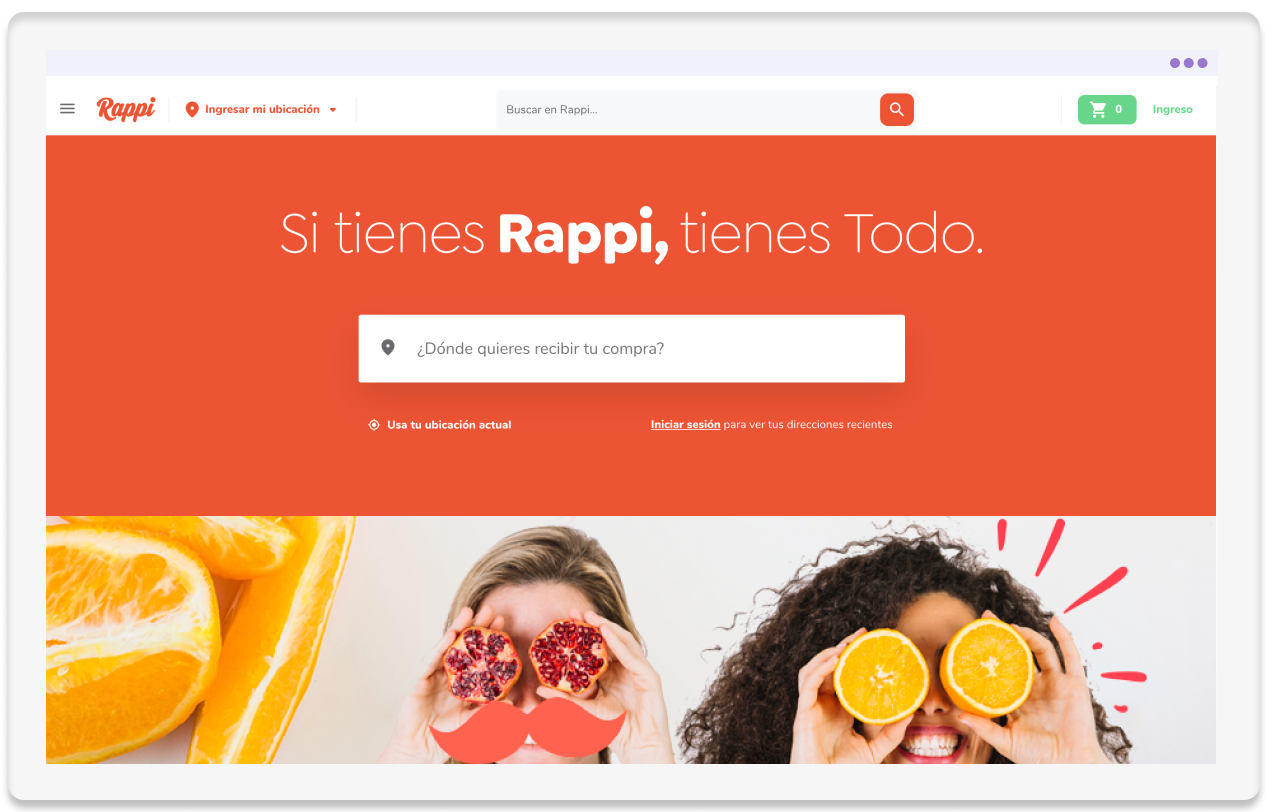 Rappi
Ingresar mi ubicación
Buscar en Rappi...
0
Ingreso
Si tienes Rappi, tienes Todo.
¿Dónde quieres recibir tu compra?
Usa tu ubicación actual
Iniciar sesión para ver tus direcciones recientes